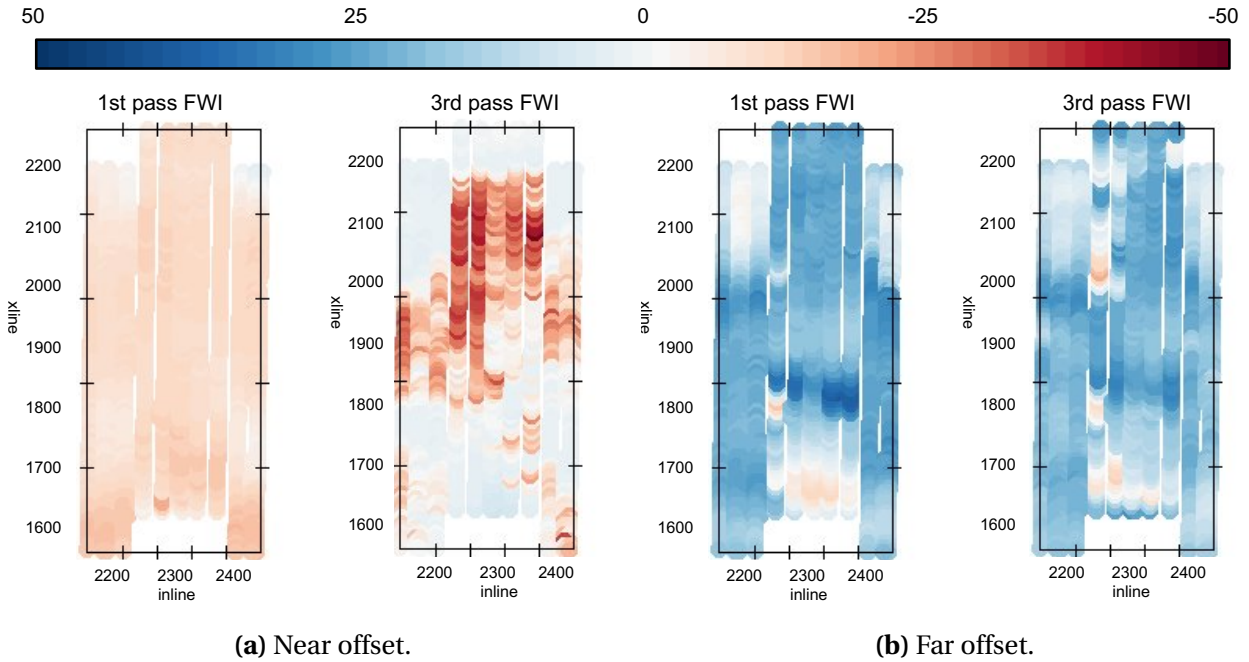 50 25 0 -25 -50
1st pass FWI 3rd pass FWI 1st pass FWI 3rd pass FWI
2200 2200 2200 2200
2100 2100 2100 2100
2000 2000 2000 2000
xline xline xline xline
1900 1900 1900 1900
1800 1800 1800 1800
1700 1700 1700 1700
1600 1600 1600 1600
2200 2300 2400 2200 2300 2400 2200 2300 2400 2200 2300 2400
inline inline inline inline
(a) Near offset. (b) Far offset.